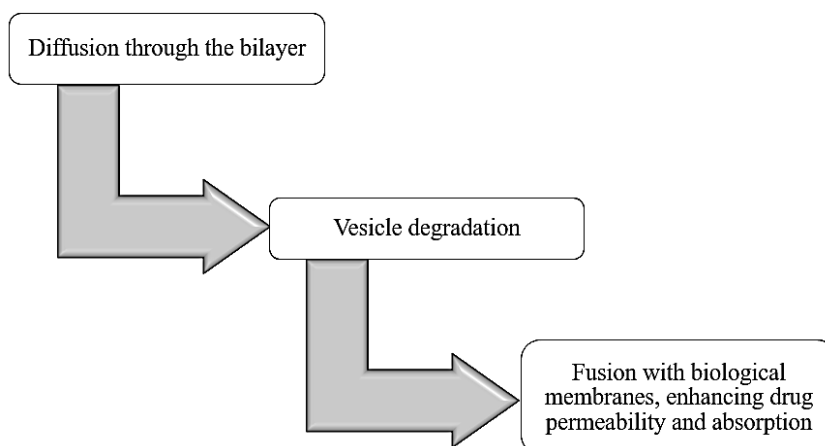 Diffusion through the bilayer
Vesicle degradation
Fusion with biological
membranes, enhancing drug
permeability and absorption